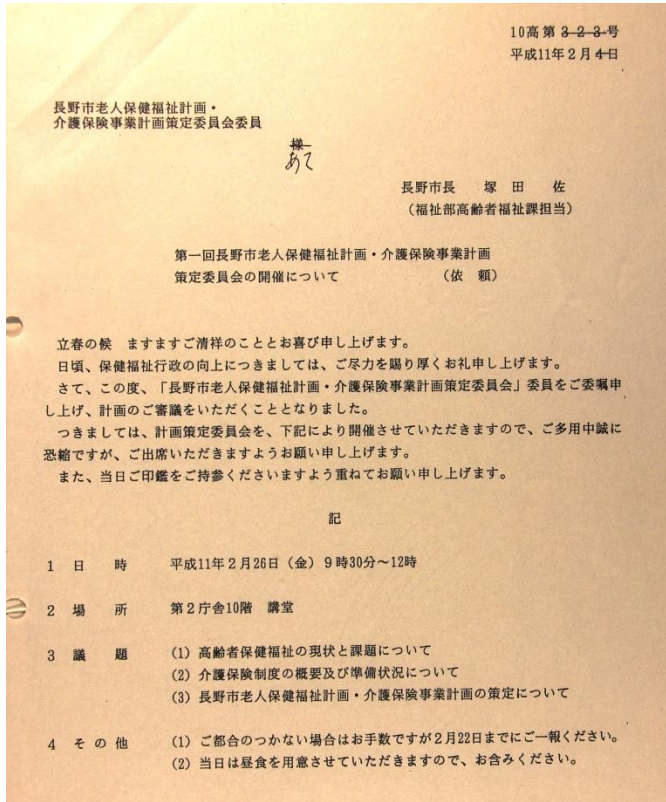 10高第323号
平成11年2月4日
長野市老人保健福祉計画・
介護保険事業計画策定委員会委員
様
あて
長野市長 塚田 佐
(福祉部高齢者福祉課担当)
第一回長野市老人保健福祉計画・介護保険事業計画
策定委員会の開催について (依 頼)
立春の候 ますますご清祥のこととお喜び申し上げます。
日頃、保健福祉行政の向上につきましては、ご尽力を賜り厚くお礼申し上げます。
さて、この度、「長野市老人保健福祉計画・介護保険事業計画策定委員会」委員をご委嘱申
し上げ、計画のご審議をいただくこととなりました。
つきましては、計画策定委員会を、下記により開催させていただきますので、ご多用中誠に
恐縮ですが、ご出席いただきますようお願い申し上げます。
また、当日ご印鑑をご持参くださいますよう重ねてお願い申し上げます。
記
1 日 時 平成11年2月26日(金)9時30分~12時
2 場 所 第2庁舎10階 講堂
3 議 題 (1) 高齢者保健福祉の現状と課題について
(2) 介護保険制度の概要及び準備状況について
(3) 長野市老人保健福祉計画・介護保険事業計画の策定について
4 その他 (1) ご都合のつかない場合はお手数ですが2月22日までにご一報ください。
(2) 当日は昼食を用意させていただきますので、お含みください。